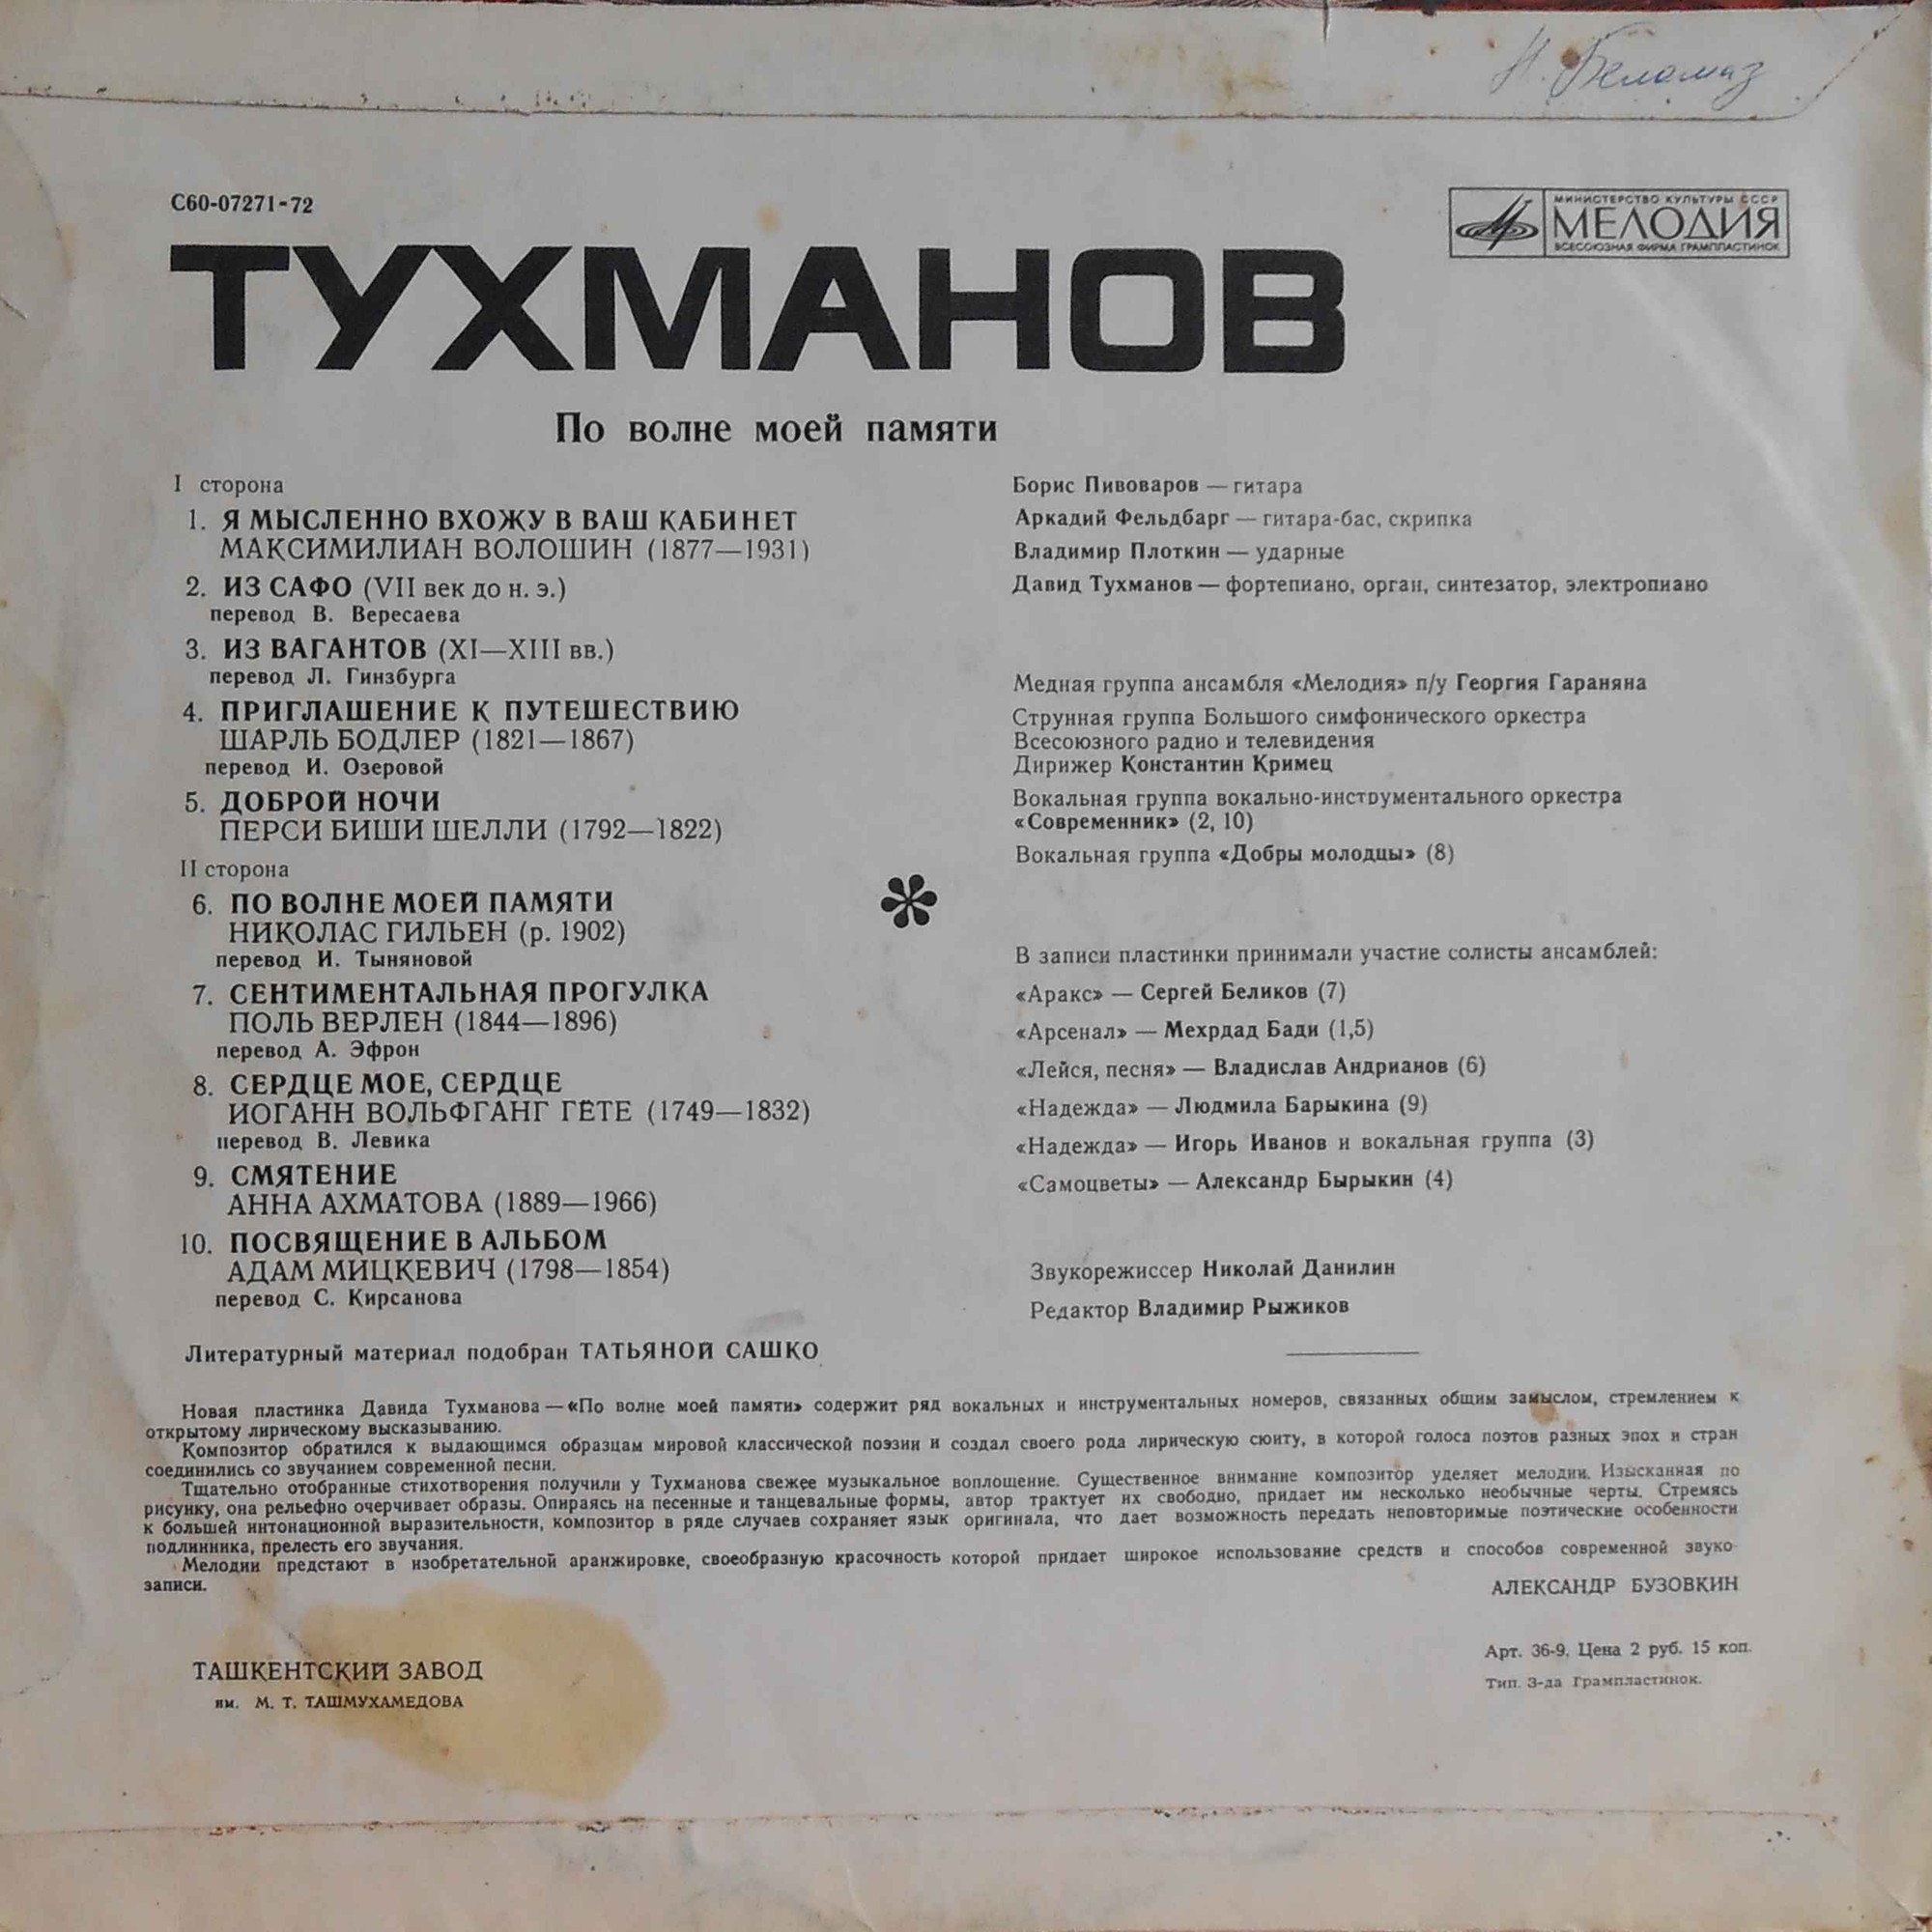 Н. Беломаз
С60-07271-72
МИНИСТЕРСТВО КУЛЬТУРЫ СССР
МЕЛОДИЯ
ВСЕСОЮЗНАЯ ФИРМА ГРАМПЛАСТИНОК
ТУХМАНОВ
По волне моей памяти
I сторона
1. Я МЫСЛЕННО ВХОЖУ В ВАШ КАБИНЕТ
МАКСИМИЛИАН ВОЛОШИН (1877—1931)
2. ИЗ САФО (VII век до н. э.)
перевод В. Вересаева
3. ИЗ ВАГАНТОВ (XI—XIII вв.)
перевод Л. Гинзбурга
4. ПРИГЛАШЕНИЕ К ПУТЕШЕСТВИЮ
ШАРЛЬ БОДЛЕР (1821—1867)
перевод И. Озеровой
5. ДОБРОЙ НОЧИ
ПЕРСИ БИШИ ШЕЛЛИ (1792—1822)
II сторона
6. ПО ВОЛНЕ МОЕЙ ПАМЯТИ
НИКОЛАС ГИЛЬЕН (р. 1902)
перевод И. Тыняновой
7. СЕНТИМЕНТАЛЬНАЯ ПРОГУЛКА
ПОЛЬ ВЕРЛЕН (1844—1896)
перевод А. Эфрон
8. СЕРДЦЕ МОЕ, СЕРДЦЕ
ИОГАНН ВОЛЬФГАНГ ГЁТЕ (1749—1832)
перевод В. Левика
9. СМЯТЕНИЕ
АННА АХМАТОВА (1889—1966)
10. ПОСВЯЩЕНИЕ В АЛЬБОМ
АДАМ МИЦКЕВИЧ (1798—1854)
перевод С. Кирсанова
Литературный материал подобран ТАТЬЯНОЙ САШКО
Борис Пивоваров — гитара
Аркадий Фельдбарг — гитара-бас, скрипка
Владимир Плоткин — ударные
Давид Тухманов — фортепиано, орган, синтезатор, электропиано
Медная группа ансамбля «Мелодия» п/у Георгия Гараняна
Струнная группа Большого симфонического оркестра
Всесоюзного радио и телевидения
Дирижер Константин Кримец
Вокальная группа вокально-инструментального оркестра
«Современник» (2, 10)
Вокальная группа «Добры молодцы» (8)
В записи пластинки принимали участие солисты ансамблей:
«Аракс» — Сергей Беликов (7)
«Арсенал» — Мехрдад Бади (1,5)
«Лейся, песня» — Владислав Андрианов (6)
«Надежда» — Людмила Барыкина (9)
«Надежда» — Игорь Иванов и вокальная группа (3)
«Самоцветы» — Александр Бырыкин (4)
Звукорежиссер Николай Данилин
Редактор Владимир Рыжиков
Новая пластинка Давида Тухманова — «По волне моей памяти» содержит ряд вокальных и инструментальных номеров, связанных общим замыслом, стремлением к
открытому лирическому высказыванию.
Композитор обратился к выдающимся образцам мировой классической поэзии и создал своего рода лирическую сюиту, в которой голоса поэтов разных эпох и стран
соединились со звучанием современной песни.
Тщательно отобранные стихотворения получили у Тухманова свежее музыкальное воплощение. Существенное внимание композитор уделяет мелодии. Изысканная по
рисунку, она рельефно очерчивает образы. Опираясь на песенные и танцевальные формы, автор трактует их свободно, придает им несколько необычные черты. Стремясь
к большей интонационной выразительности, композитор в ряде случаев сохраняет язык оригинала, что дает возможность передать неповторимые поэтические особенности
подлинника, прелесть его звучания.
Мелодии предстают в изобретательной аранжировке, своеобразную красочность которой придает широкое использование средств и способов современной звуко-
записи.
АЛЕКСАНДР БУЗОВКИН
ТАШКЕНТСКИЙ ЗАВОД
им. М. Т. ТАШМУХАМЕДОВА
Арт. 36-9. Цена 2 руб. 15 коп.
Тип. З-да Грампластинок.